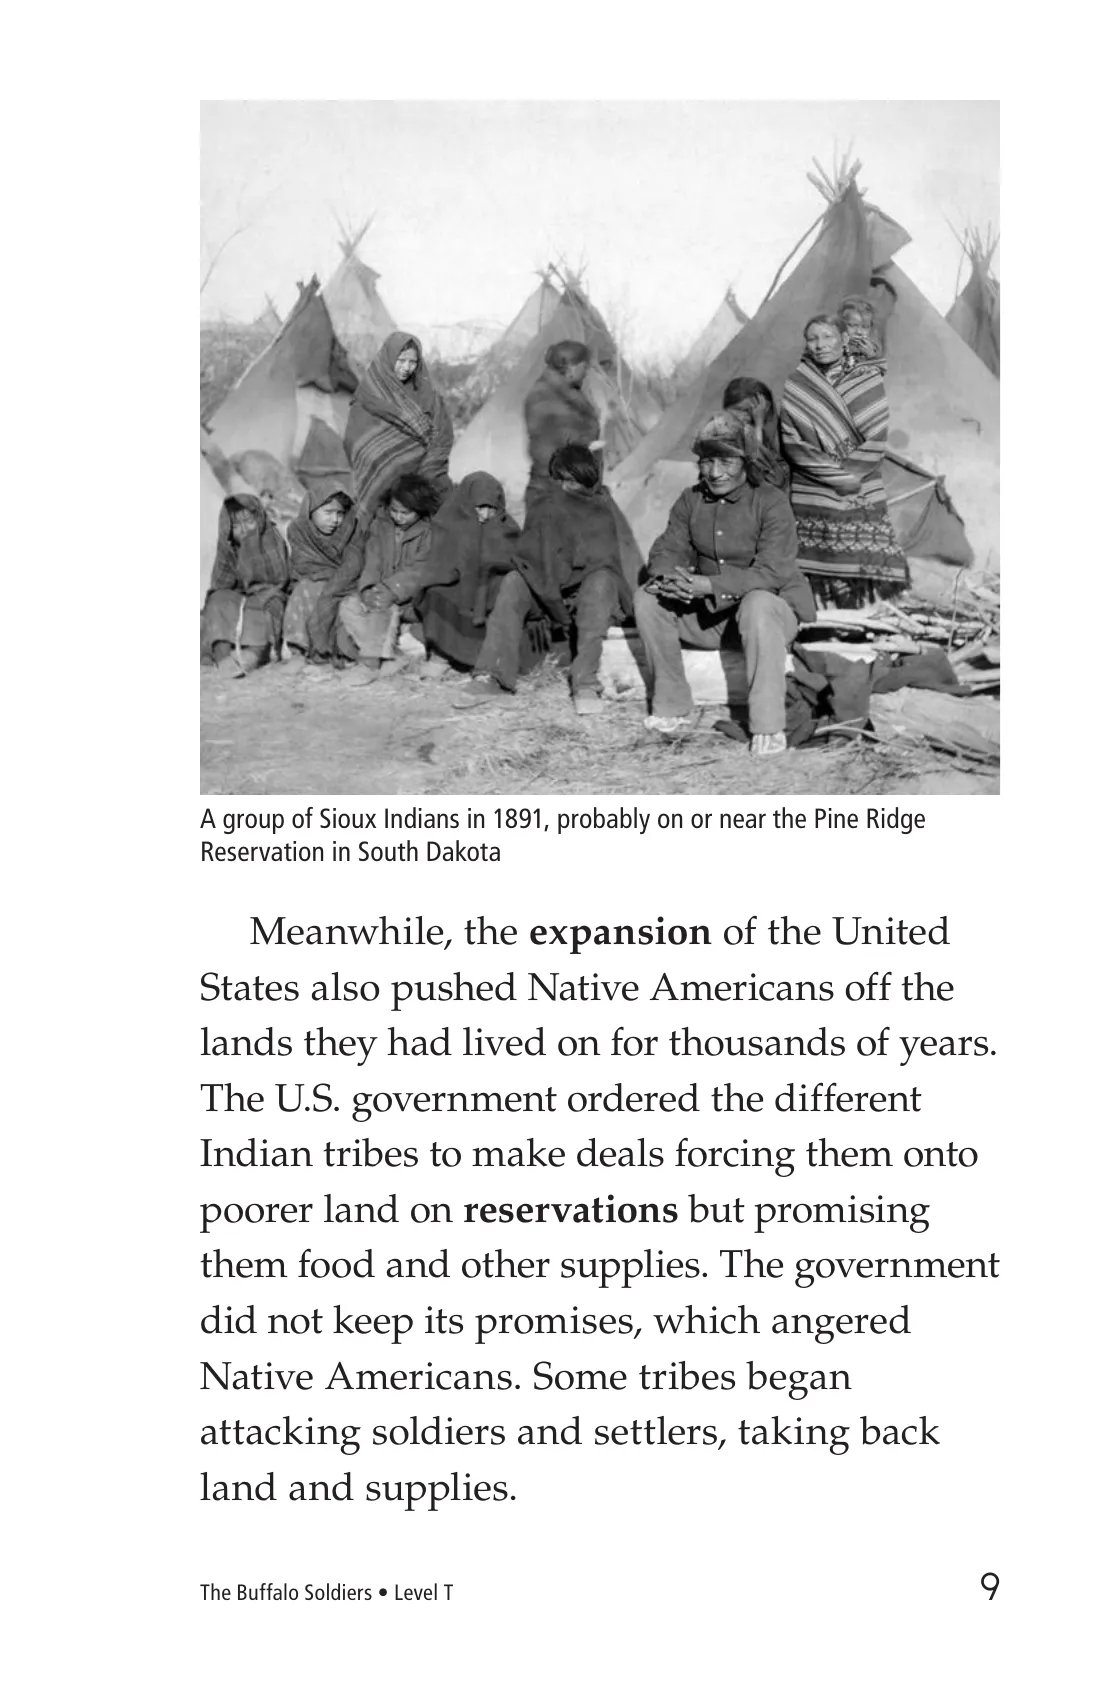 A group of Sioux Indians in 1891, probably on or near the Pine Ridge
Reservation in South Dakota
Meanwhile, the expansion of the United
States also pushed Native Americans off the
lands they had lived on for thousands of years.
The U.S. government ordered the different
Indian tribes to make deals forcing them onto
poorer land on reservations but promising
them food and other supplies. The government
did not keep its promises, which angered
Native Americans. Some tribes began
attacking soldiers and settlers, taking back
land and supplies.
The Buffalo Soldiers • Level T
9